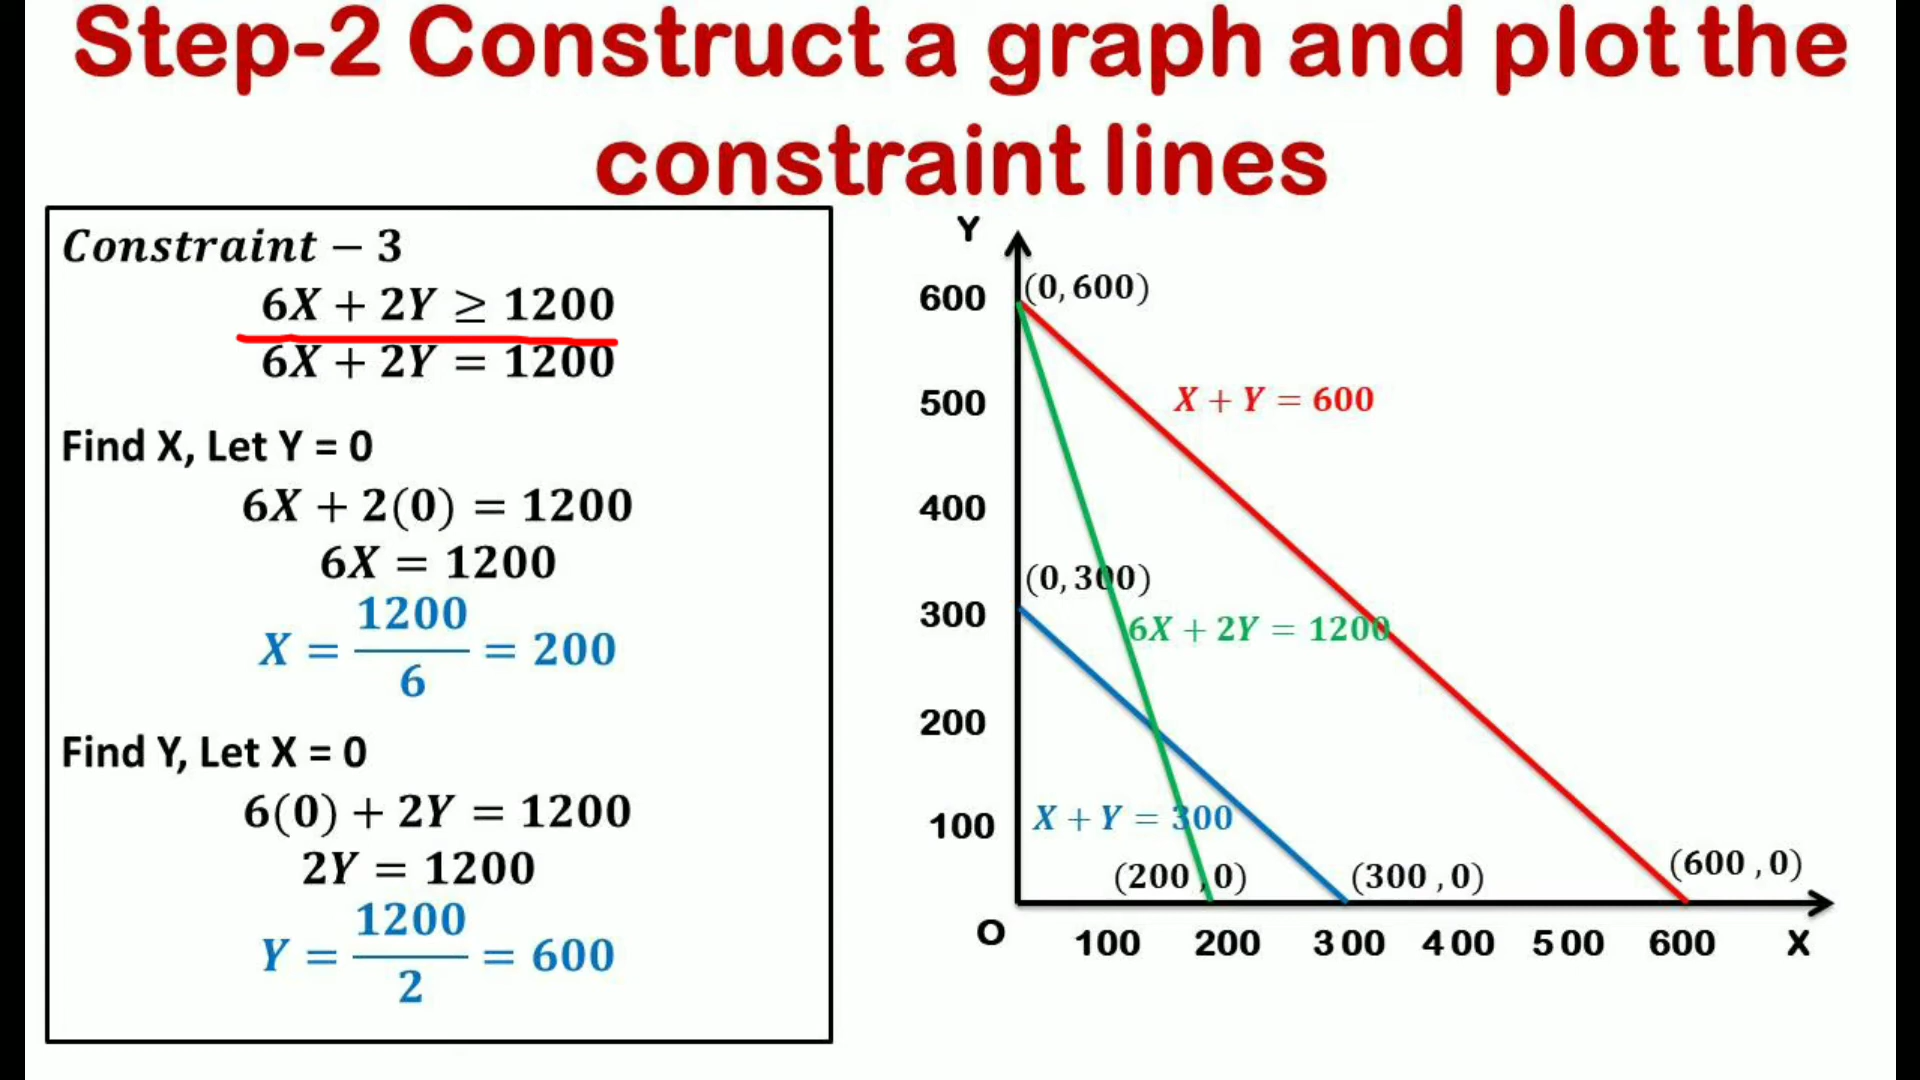 Step-2 Construct a graph and plot the
constraint lines
Constraint − 3
6X + 2Y ≥ 1200
6X + 2Y = 1200
Find X, Let Y = 0
6X + 2(0) = 1200
6X = 1200
X = 1200/6 = 200
Find Y, Let X = 0
6(0) + 2Y = 1200
2Y = 1200
Y = 1200/2 = 600
Y
600
(0, 600)
500
X + Y = 600
400
(0, 300)
300
6X + 2Y = 1200
200
100
X + Y = 300
(200 , 0)
(300 , 0)
(600 , 0)
O
100 200 300 400 500 600 X